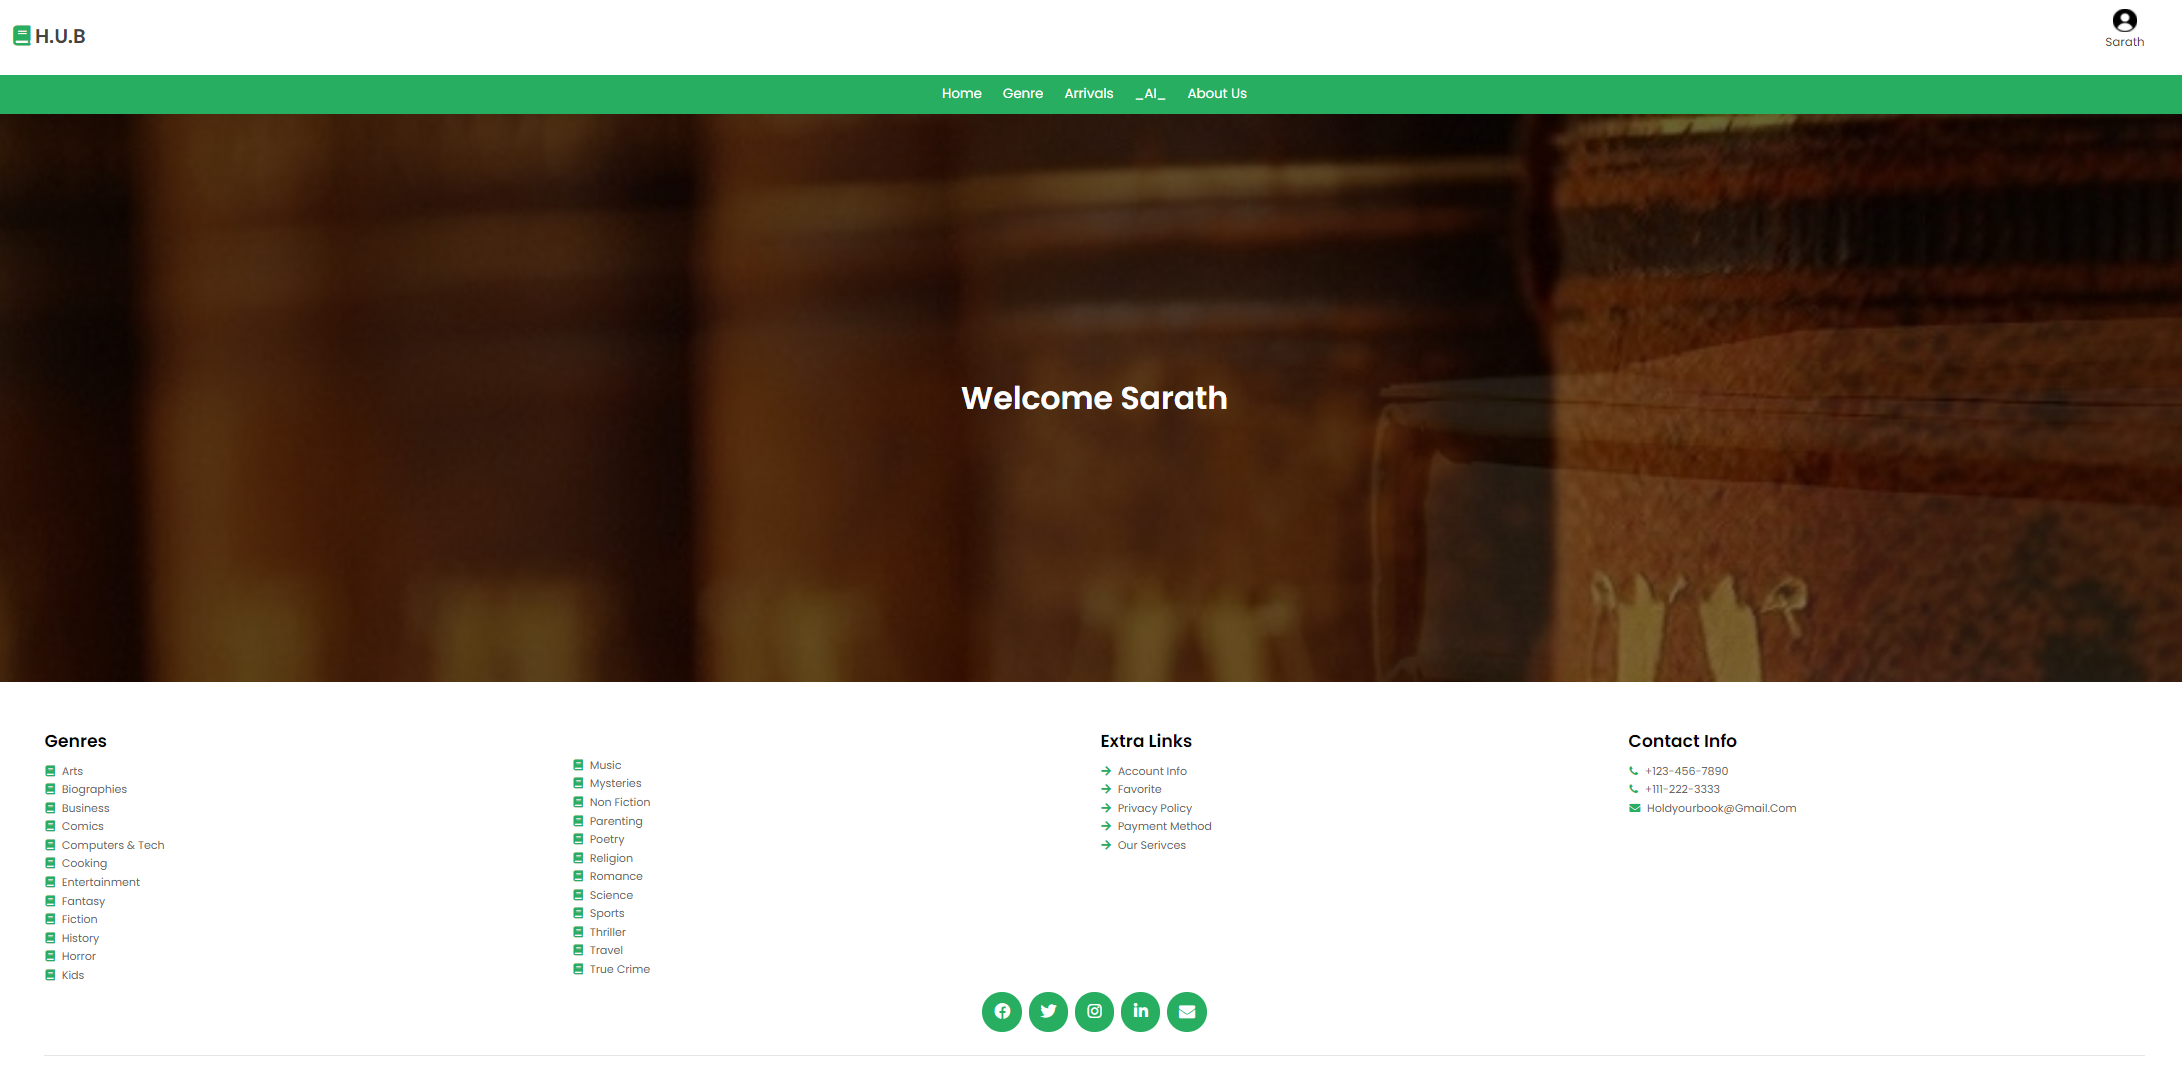 H.U.B
Sarath
Home Genre Arrivals _AI_ About Us
Welcome Sarath
Genres
Arts
Biographies
Business
Comics
Computers & Tech
Cooking
Entertainment
Fantasy
Fiction
History
Horror
Kids
Music
Mysteries
Non Fiction
Parenting
Poetry
Religion
Romance
Science
Sports
Thriller
Travel
True Crime
Extra Links
Account Info
Favorite
Privacy Policy
Payment Method
Our Serivces
Contact Info
+123-456-7890
+111-222-3333
Holdyourbook@Gmail.Com